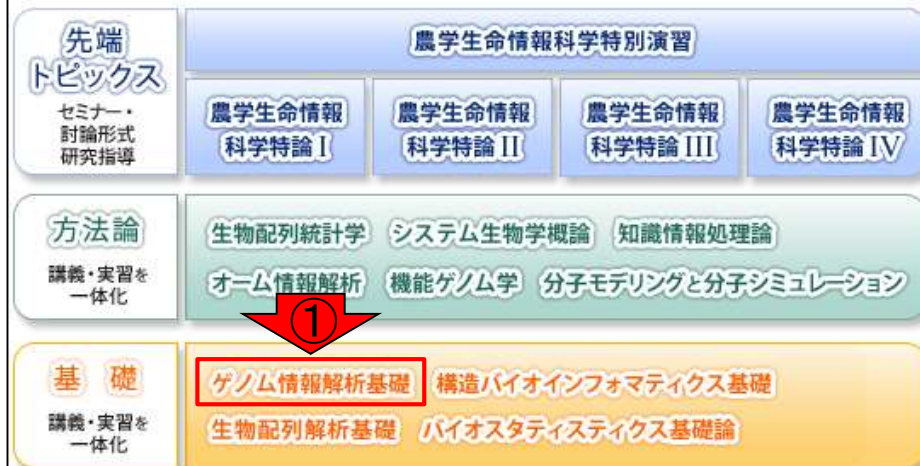 先端
トピックス
セミナー・
討論形式
研究指導
農学生命情報科学特別演習
農学生命情報
科学特論 I
農学生命情報
科学特論 II
農学生命情報
科学特論 III
農学生命情報
科学特論 IV
方法論
講義・実習を
一体化
生物配列統計学 システム生物学概論 知識情報処理論
オーム情報解析 機能ゲノム学 分子モデリングと分子シミュレーション
①
基 礎
講義・実習を
一体化
ゲノム情報解析基礎 構造バイオインフォマティクス基礎
生物配列解析基礎 バイオスタティスティクス基礎論